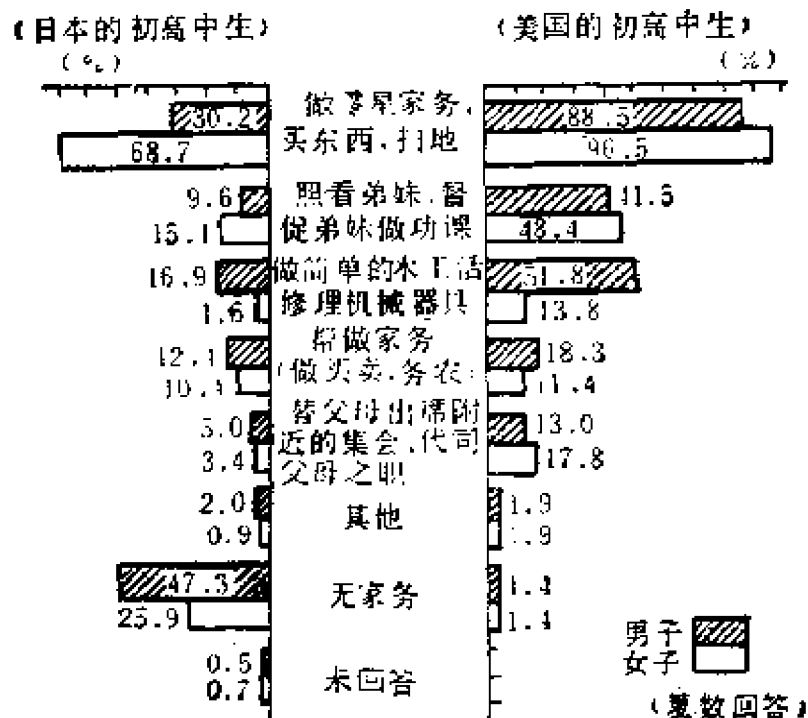 (日本的初高中生)
(%)
(美国的初高中生)
(%)
30.2
68.7
做零星家务,
买东西,扫地
88.5
96.5
9.6
15.1
照看弟妹,督
促弟妹做功课
41.5
48.4
16.9
1.6
做简单的木工活
修理机械器具
51.8
13.8
12.1
10.4
帮做家务
(做买卖,务农)
18.3
11.4
5.0
3.4
替父母出席附
近的集会,代司
父母之职
13.0
17.8
2.0
0.9
其他
1.9
1.9
47.3
25.9
无家务
1.4
1.4
0.5
0.7
未回答
男子
女子
(复数回答)